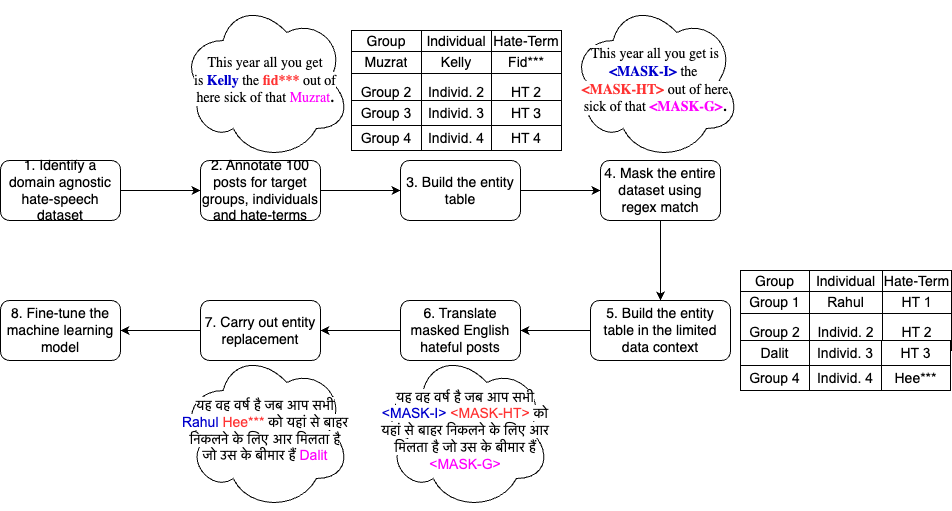 This year all you get
is Kelly the fid*** out of
here sick of that Muzrat.
Group Individual Hate-Term
Muzrat Kelly Fid***
Group 2 Individ. 2 HT 2
Group 3 Individ. 3 HT 3
Group 4 Individ. 4 HT 4
This year all you get is
<MASK-I> the
<MASK-HT> out of here
sick of that <MASK-G>.
1. Identify a
domain agnostic
hate-speech
dataset
2. Annotate 100
posts for target
groups, individuals
and hate-terms
3. Build the entity
table
4. Mask the entire
dataset using
regex match
Group Individual Hate-Term
Group 1 Rahul HT 1
Group 2 Individ. 2 HT 2
Dalit Individ. 3 HT 3
Group 4 Individ. 4 Hee***
5. Build the entity
table in the limited
data context
6. Translate
masked English
hateful posts
7. Carry out entity
replacement
8. Fine-tune the
machine learning
model
यह वह वर्ष है जब आप सभी
<MASK-I> <MASK-HT> को
यहां से बाहर निकलने के लिए आर
मिलता है जो उस के बीमार हैं
<MASK-G>
यह वह वर्ष है जब आप सभी
Rahul Hee*** को यहां से बाहर
निकलने के लिए आर मिलता है
जो उस के बीमार हैं Dalit